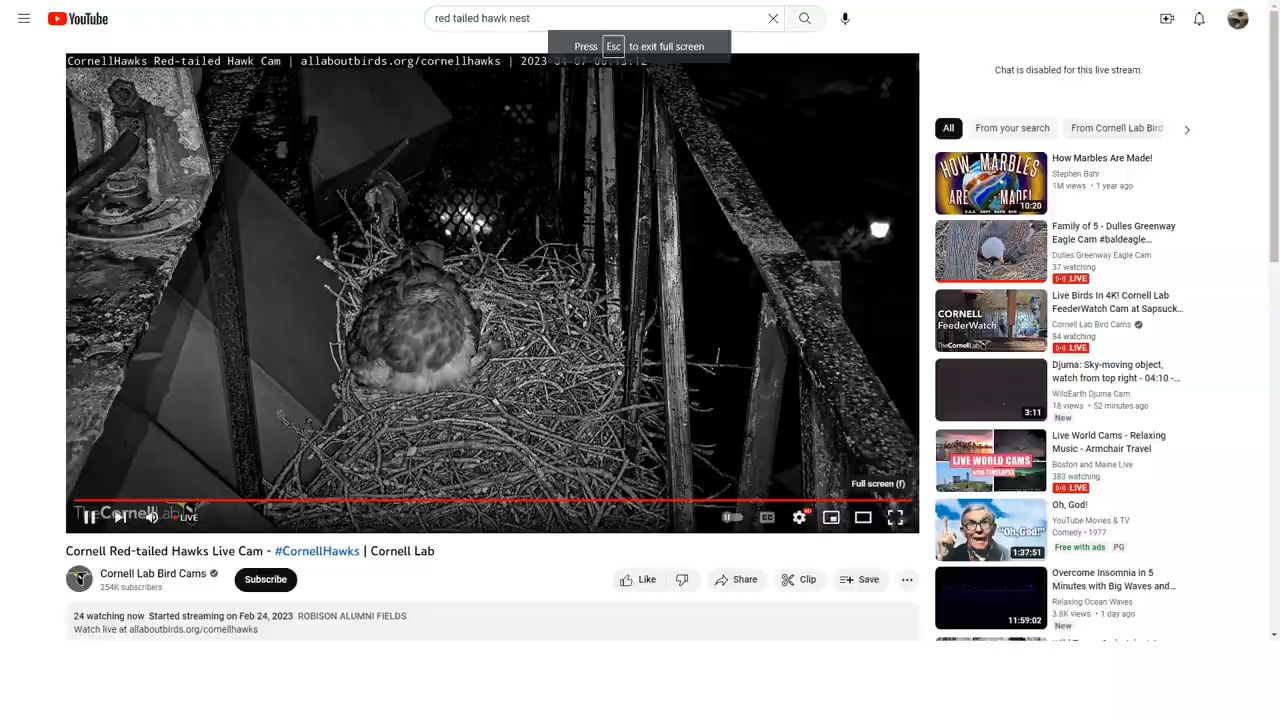 YouTube
red tailed hawk nest
Press Esc to exit full screen
CornellHawks Red-tailed Hawk Cam | allaboutbirds.org/cornellhawks | 2023-04-07
Full screen (f)
TheCornellLab
LIVE
HD
Cornell Red-tailed Hawks Live Cam - #CornellHawks | Cornell Lab
Cornell Lab Bird Cams
254K subscribers
Subscribe
Like
Share
Clip
Save
24 watching now Started streaming on Feb 24, 2023 ROBISON ALUMNI FIELDS
Watch live at allaboutbirds.org/cornellhawks
Chat is disabled for this live stream.
All
From your search
From Cornell Lab Bird
HOW MARBLES ARE MADE!
10:20
How Marbles Are Made!
Stephen Bahr
1M views • 1 year ago
Family of 5 - Dulles Greenway
Eagle Cam #baldeagle...
Dulles Greenway Eagle Cam
37 watching
LIVE
CORNELL
FeederWatch
TheCornellLab
Live Birds In 4K! Cornell Lab
FeederWatch Cam at Sapsuck...
Cornell Lab Bird Cams
84 watching
LIVE
3:11
Djuma: Sky-moving object,
watch from top right - 04:10 -...
WildEarth Djuma Cam
18 views • 52 minutes ago
New
LIVE WORLD CAMS
with TIMELAPSE
Live World Cams - Relaxing
Music - Armchair Travel
Boston and Maine Live
383 watching
LIVE
"Oh, God!"
1:37:51
Oh, God!
YouTube Movies & TV
Comedy • 1977
Free with ads PG
11:59:02
Overcome Insomnia in 5
Minutes with Big Waves and...
Relaxing Ocean Waves
3.8K views • 1 day ago
New